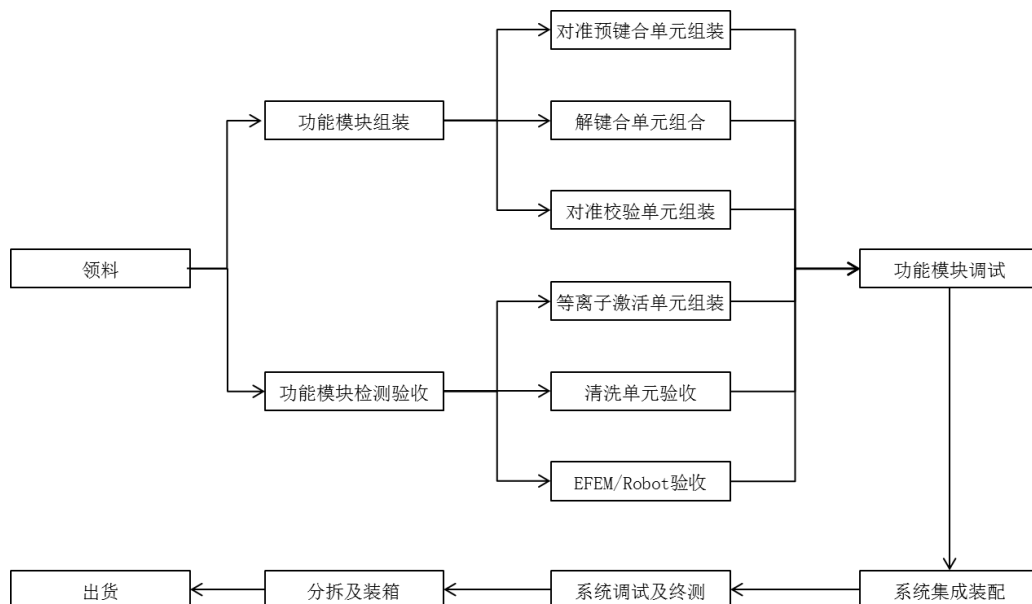 对准预键合单元组装
功能模块组装
解键合单元组合
对准校验单元组装
领料
功能模块调试
等离子激活单元组装
功能模块检测验收
清洗单元验收
EFEM/Robot验收
出货
分拆及装箱
系统调试及终测
系统集成装配